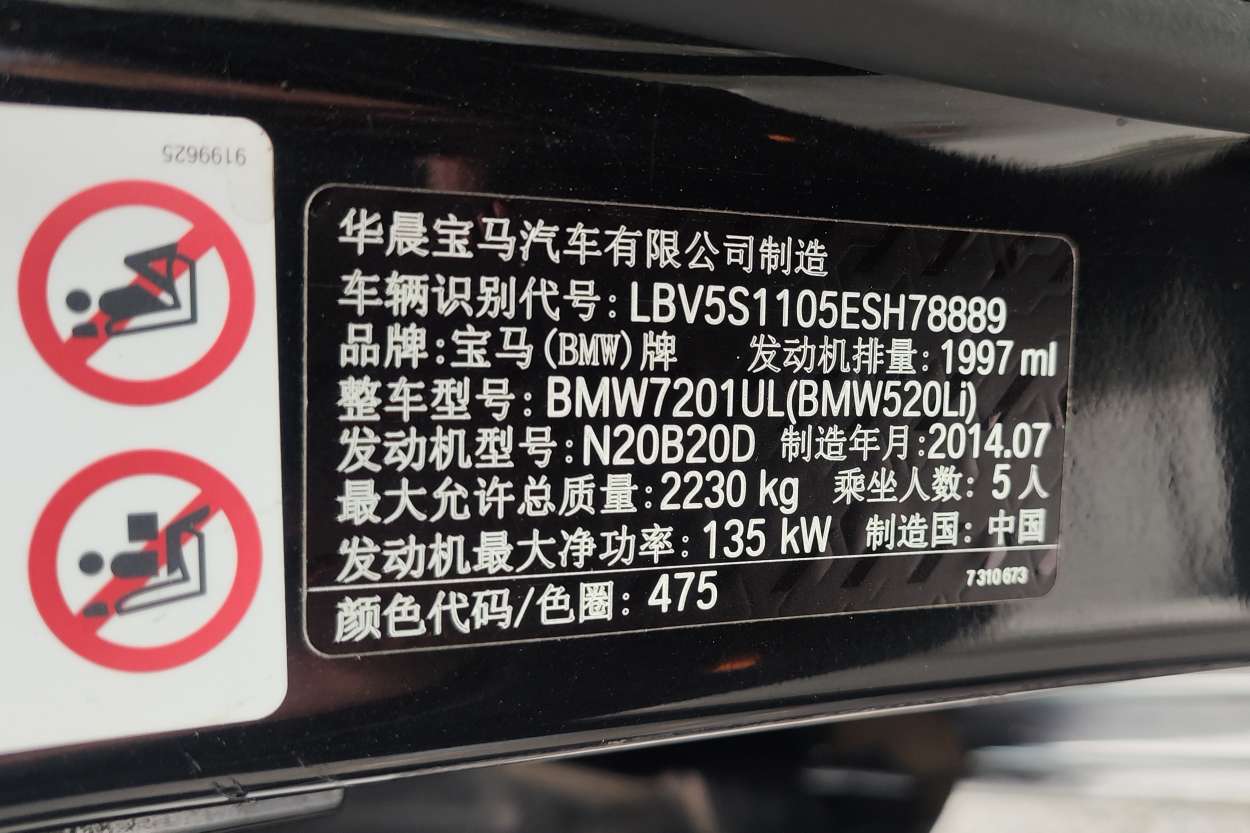 9199625
华晨宝马汽车有限公司制造
车辆识别代号:LBV5S1105ESH78889
品牌:宝马(BMW)牌 发动机排量:1997 ml
整车型号:BMW7201UL(BMW520Li)
发动机型号:N20B20D 制造年月:2014.07
最大允许总质量:2230 kg 乘坐人数: 5 人
发动机最大净功率:135 kW 制造国: 中国
颜色代码/色圈: 475
7310673